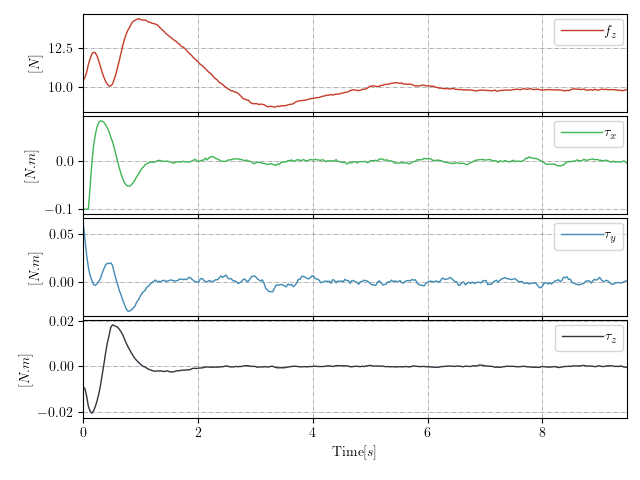 [N]
12.5
10.0
f_z
[N.m]
0.0
−0.1
τ_x
[N.m]
0.05
0.00
τ_y
[N.m]
0.02
0.00
−0.02
τ_z
0 2 4 6 8
Time[s]